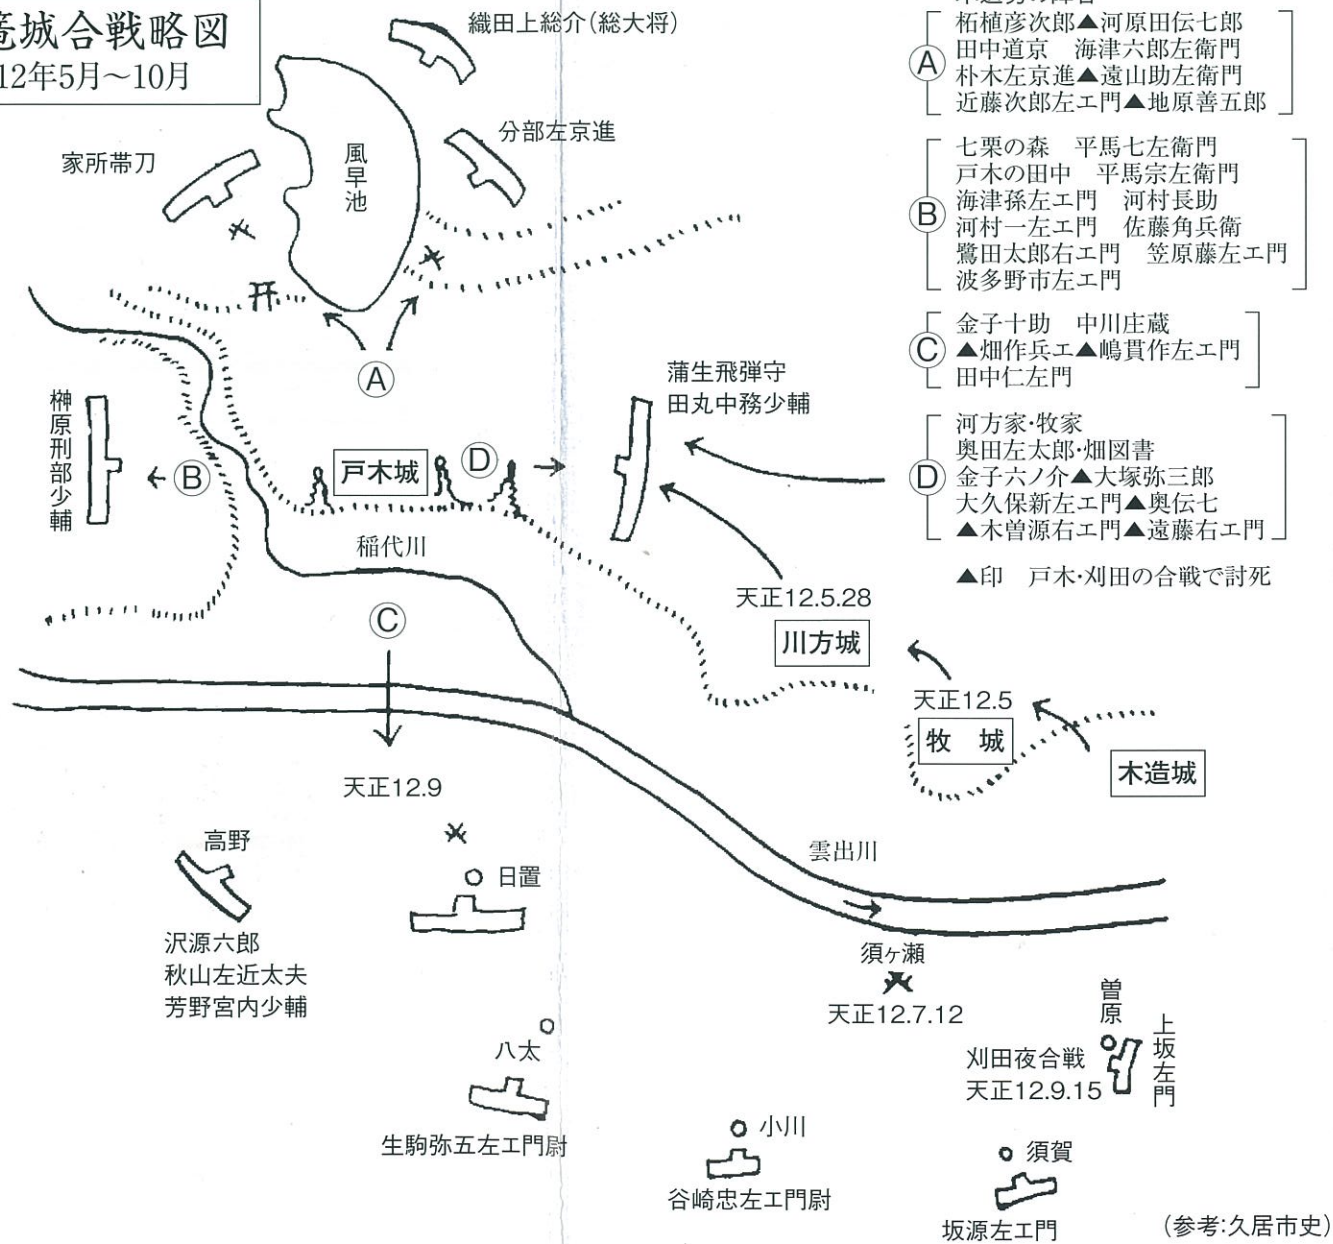 竜城合戦略図
12年5月～10月
織田上総介(総大将)
分部左京進
家所帯刀
風早池
Ⓐ
榊原刑部少輔
Ⓑ
戸木城
Ⓓ
蒲生飛弾守
田丸中務少輔
稲代川
Ⓒ
天正12.5.28
川方城
天正12.5
牧 城
木造城
天正12.9
高野
沢源六郎
秋山左近太夫
芳野宮内少輔
日置
雲出川
須ヶ瀬
天正12.7.12
八太
生駒弥五左エ門尉
小川
谷崎忠左エ門尉
刈田夜合戦
天正12.9.15
曽原
上坂左門
須賀
坂源左エ門
Ⓐ
柘植彦次郎▲河原田伝七郎
田中道京 海津六郎左衛門
朴木左京進▲遠山助左衛門
近藤次郎左エ門▲地原善五郎
Ⓑ
七栗の森 平馬七左衛門
戸木の田中 平馬宗左衛門
海津孫左エ門 河村長助
河村一左エ門 佐藤角兵衛
鷺田太郎右エ門 笠原藤左エ門
波多野市左エ門
Ⓒ
金子十助 中川庄蔵
▲畑作兵エ▲嶋貫作左エ門
田中仁左門
Ⓓ
河方家・牧家
奥田左太郎・畑図書
金子六ノ介▲大塚弥三郎
大久保新左エ門▲奥伝七
▲木曽源右エ門▲遠藤右エ門
▲印 戸木・刈田の合戦で討死
(参考:久居市史)